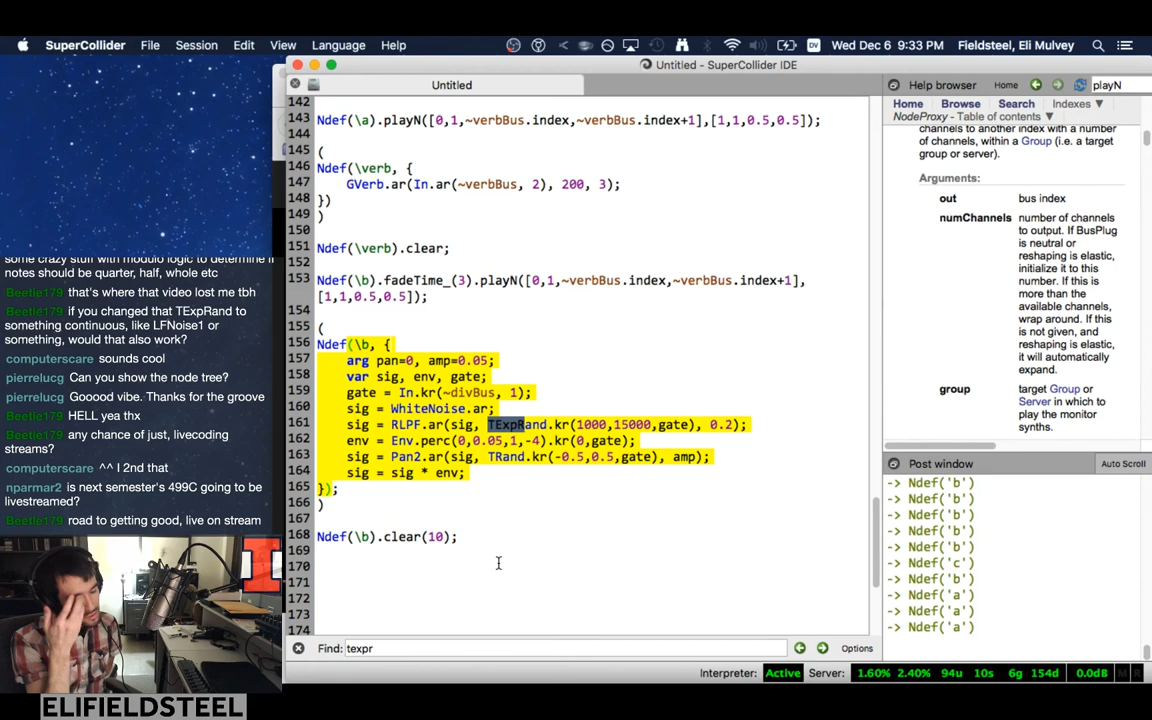 SuperCollider File Session Edit View Language Help
DV Wed Dec 6 9:33 PM Fieldsteel, Eli Mulvey
Untitled - SuperCollider IDE
Untitled
142
143 Ndef(\a).playN([0,1,~verbBus.index,~verbBus.index+1],[1,1,0.5,0.5]);
144
145 (
146 Ndef(\verb, {
147 GVerb.ar(In.ar(~verbBus, 2), 200, 3);
148 })
149 )
150
151 Ndef(\verb).clear;
152
153 Ndef(\b).fadeTime_(3).playN([0,1,~verbBus.index,~verbBus.index+1],
[1,1,0.5,0.5]);
154
155 (
156 Ndef(\b, {
157 arg pan=0, amp=0.05;
158 var sig, env, gate;
159 gate = In.kr(~divBus, 1);
160 sig = WhiteNoise.ar;
161 sig = RLPF.ar(sig, TExpRand.kr(1000,15000,gate), 0.2);
162 env = Env.perc(0,0.05,1,-4).kr(0,gate);
163 sig = Pan2.ar(sig, TRand.kr(-0.5,0.5,gate), amp);
164 sig = sig * env;
165 });
166 )
167
168 Ndef(\b).clear(10);
169
170
171
172
173
174
Find: texpr
Options
Interpreter: Active Server: 1.60% 2.40% 94u 10s 6g 154d 0.0dB M R
Help browser Home playN
Home Browse Search Indexes ▼
NodeProxy - Table of contents ▼
channels to another index with a number
of channels, within a Group (i.e. a target
group or server).
Arguments:
out bus index
numChannels number of channels
to output. If BusPlug
is neutral or
reshaping is elastic,
initialize it to this
number. If this is
more than the
available channels,
wrap around. If this
is not given, and
reshaping is elastic,
it will automatically
expand.
group target Group or
Server in which to
play the monitor
synths.
Post window Auto Scroll
-> Ndef('b')
-> Ndef('b')
-> Ndef('b')
-> Ndef('b')
-> Ndef('b')
-> Ndef('c')
-> Ndef('b')
-> Ndef('a')
-> Ndef('a')
-> Ndef('a')
some crazy stuff with modulo logic to determine if
notes should be quarter, half, whole etc
Beetle179 that's where that video lost me tbh
Beetle179 if you changed that TExpRand to
something continuous, like LFNoise1 or
something, would that also work?
computerscare sounds cool
pierrelucg Can you show the node tree?
pierrelucg Gooood vibe. Thanks for the groove
Beetle179 HELL yea thx
Beetle179 any chance of just, livecoding
streams?
computerscare ^^ I 2nd that
nparmar2 is next semester's 499C going to be
livestreamed?
Beetle179 road to getting good, live on stream
ELIFIELDSTEEL